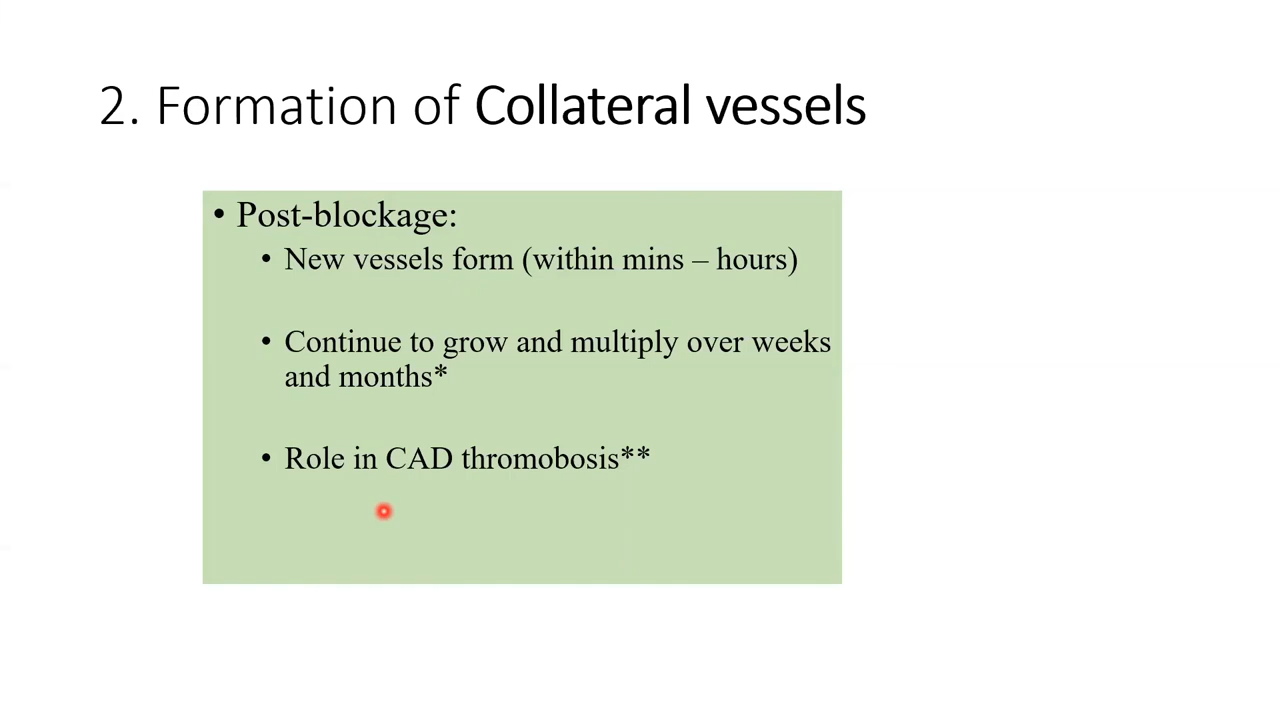 2. Formation of Collateral vessels
• Post-blockage:
• New vessels form (within mins – hours)
• Continue to grow and multiply over weeks
and months*
• Role in CAD thromobosis**